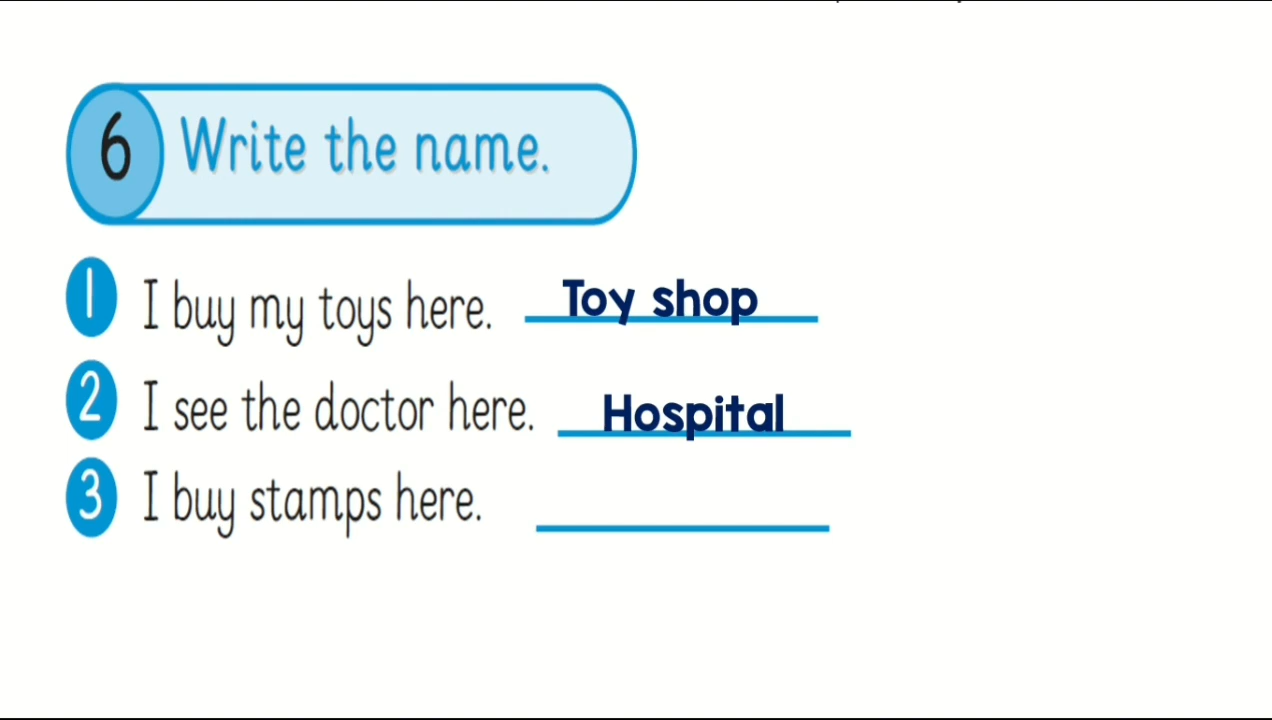 6 Write the name.
1 I buy my toys here. Toy shop
2 I see the doctor here. Hospital
3 I buy stamps here.